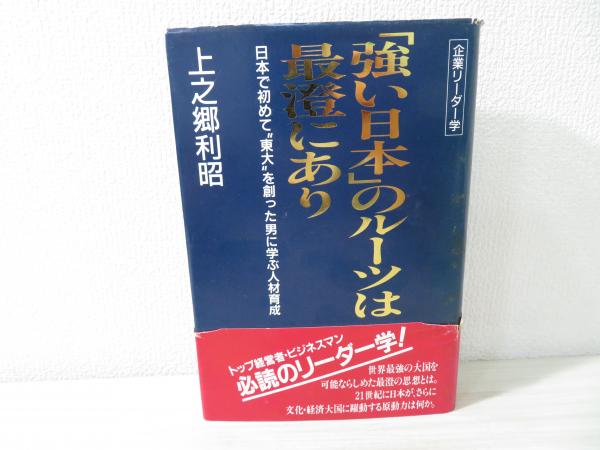 企業リーダー学
「強い日本」のルーツは
最澄にあり
日本で初めて"東大"を創った男に学ぶ人材育成
上之郷利昭
トップ経営者・ビジネスマン
必読のリーダー学!
世界最強の大国を
可能ならしめた最澄の思想とは。
21世紀に日本が、さらに
文化・経済大国に躍動する原動力は何か。